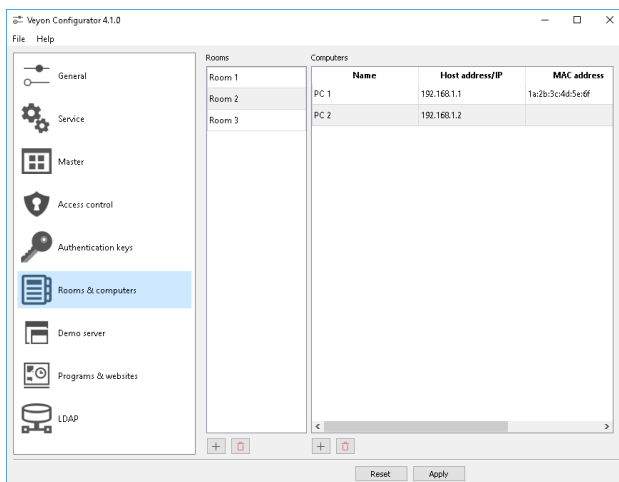 Veyon Configurator 4.1.0
File Help
General
Service
Master
Access control
Authentication keys
Rooms & computers
Demo server
Programs & websites
LDAP
Rooms
Room 1
Room 2
Room 3
Computers
Name Host address/IP MAC address
PC 1 192.168.1.1 1a:2b:3c:4d:5e:6f
PC 2 192.168.1.2
Reset Apply